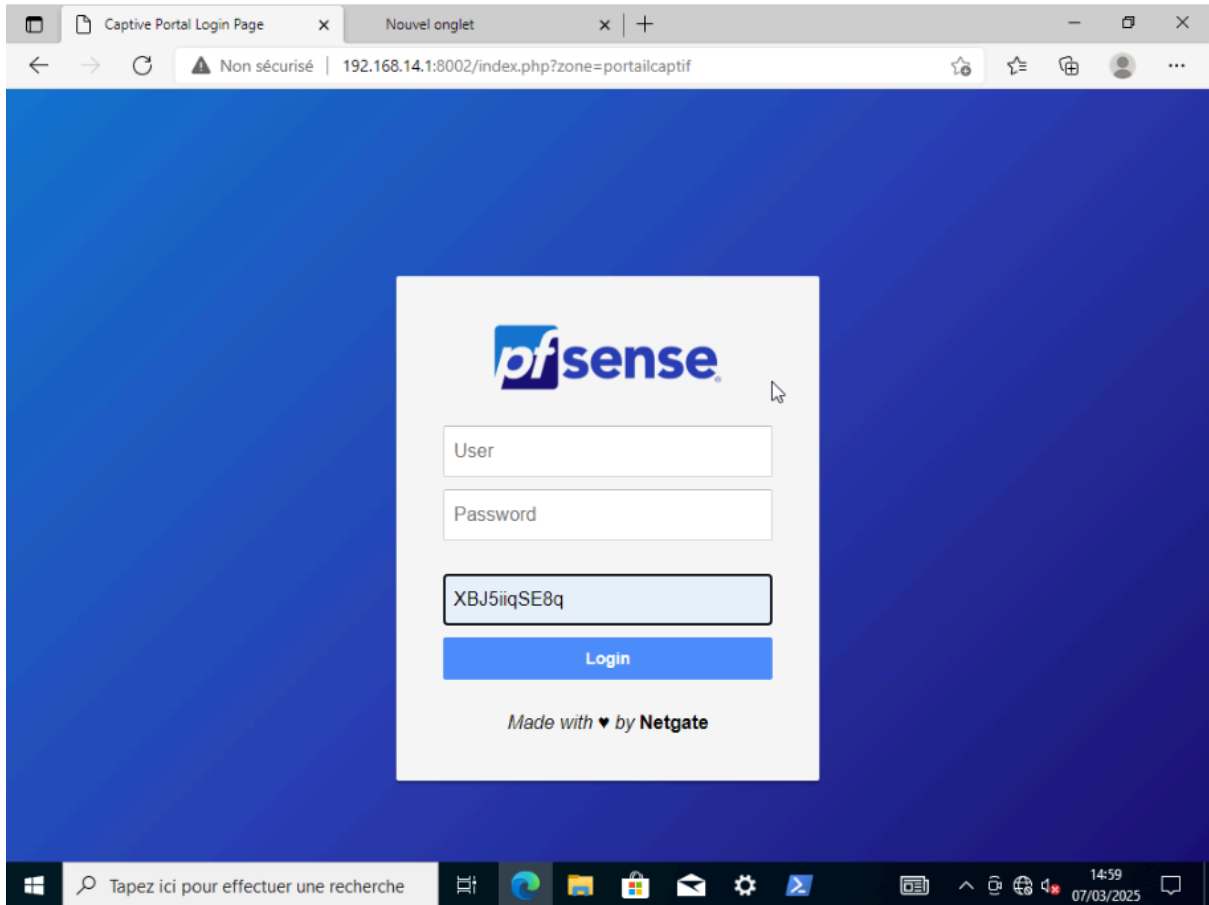 Captive Portal Login Page
Nouvel onglet
Non sécurisé | 192.168.14.1:8002/index.php?zone=portailcaptif
pfsense
User
Password
XBJ5iiqSE8q
Login
Made with ♥ by Netgate
Tapez ici pour effectuer une recherche
14:59
07/03/2025